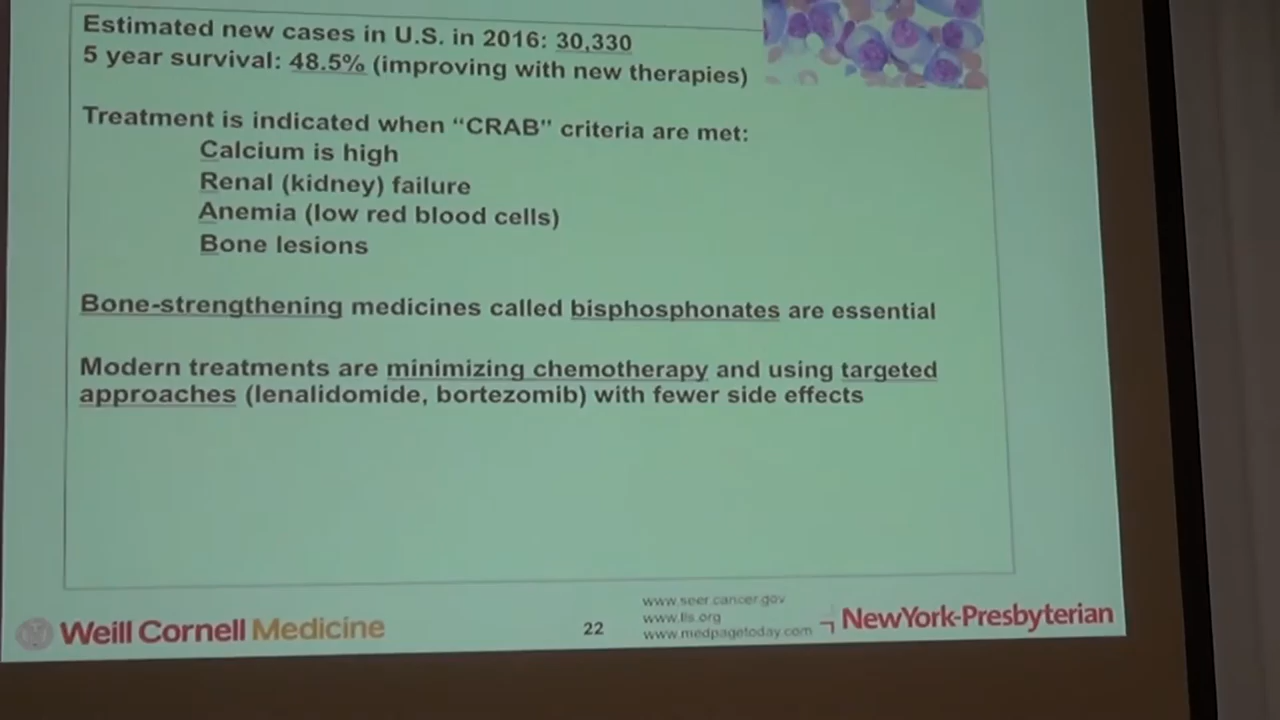 Estimated new cases in U.S. in 2016: 30,330
5 year survival: 48.5% (improving with new therapies)
Treatment is indicated when “CRAB” criteria are met:
Calcium is high
Renal (kidney) failure
Anemia (low red blood cells)
Bone lesions
Bone-strengthening medicines called bisphosphonates are essential
Modern treatments are minimizing chemotherapy and using targeted
approaches (lenalidomide, bortezomib) with fewer side effects
Weill Cornell Medicine
22
www.seer.cancer.gov
www.lls.org
www.medpagetoday.com
NewYork-Presbyterian